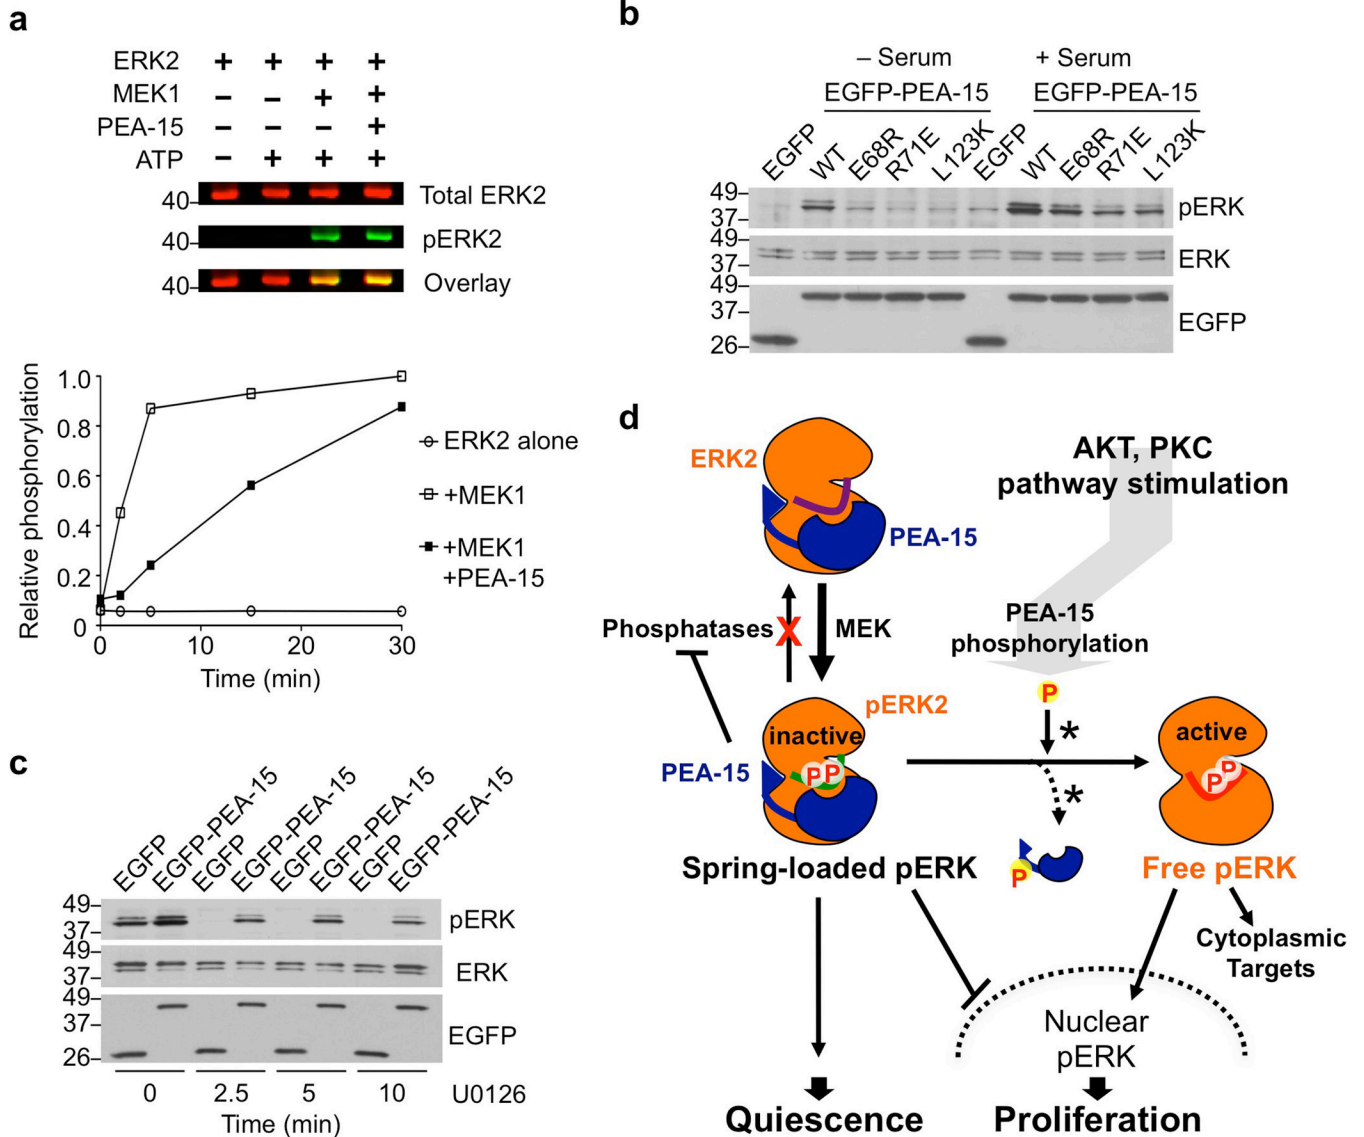 a
ERK2 + + + +
MEK1 – – + +
PEA-15 – – – +
ATP – + + +
40 Total ERK2
40 pERK2
40 Overlay
Relative phosphorylation
1.0
0.8
0.6
0.4
0.2
0
0 10 20 30
Time (min)
ERK2 alone
+MEK1
+MEK1
+PEA-15
b
– Serum + Serum
EGFP-PEA-15 EGFP-PEA-15
EGFP WT E68R R71E L123K EGFP WT E68R R71E L123K
49
37 pERK
49
37 ERK
49
37 EGFP
26
c
EGFP EGFP-PEA-15 EGFP EGFP-PEA-15 EGFP EGFP-PEA-15 EGFP EGFP-PEA-15
49
37 pERK
49
37 ERK
49
37 EGFP
26
0 2.5 5 10 U0126
Time (min)
d
ERK2
PEA-15
AKT, PKC
pathway stimulation
Phosphatases X MEK
PEA-15
phosphorylation
P
*
pERK2
inactive
PEA-15
P P
*
P
active
P P
Spring-loaded pERK
Free pERK
Cytoplasmic
Targets
Nuclear
pERK
Quiescence
Proliferation